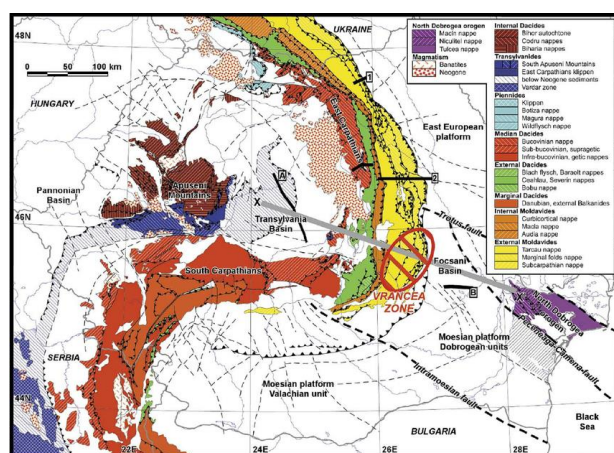 48N
UKRAINE
0 50 100 km
HUNGARY
East Carpathians
East European
platform
Pannonian
Basin
Apuseni
Mountains
46N
X
A
Transylvania
Basin
Trotus fault
1
2
South Carpathians
Focsani
Basin
B
VRANCEA
ZONE
North Dobrogea
orogen
Peceneaga-Camena fault
SERBIA
Moesian platform
Dobrogean units
Moesian platform
Valachian unit
Intramoesian fault
44N
22E
24E
26E
28E
BULGARIA
Black
Sea
North Dobrogea orogen
Macin nappe
Niculitel nappe
Tulcea nappe
Magmatism
Banatites
Neogene
Internal Dacides
Bihor autochtone
Codru nappes
Biharia nappes
Transylvanides
South Apuseni Mountains
East Carpathians klippen
below Neogene sediments
Vardar zone
Piennides
Klippen
Botiza nappe
Magura nappe
Wildflysch nappe
Median Dacides
Bucovinian nappe
Sub-bucovinian, supragetic
Infra-bucovinian, getic nappes
External Dacides
Black flysch, Baraolt nappes
Ceahlau, Severin nappes
Bobu nappe
Marginal Dacides
Danubian, external Balkanides
Internal Moldavides
Curbicortical nappe
Macla nappe
Audia nappe
External Moldavides
Tarcau nappe
Marginal folds nappe
Subcarpathian nappe